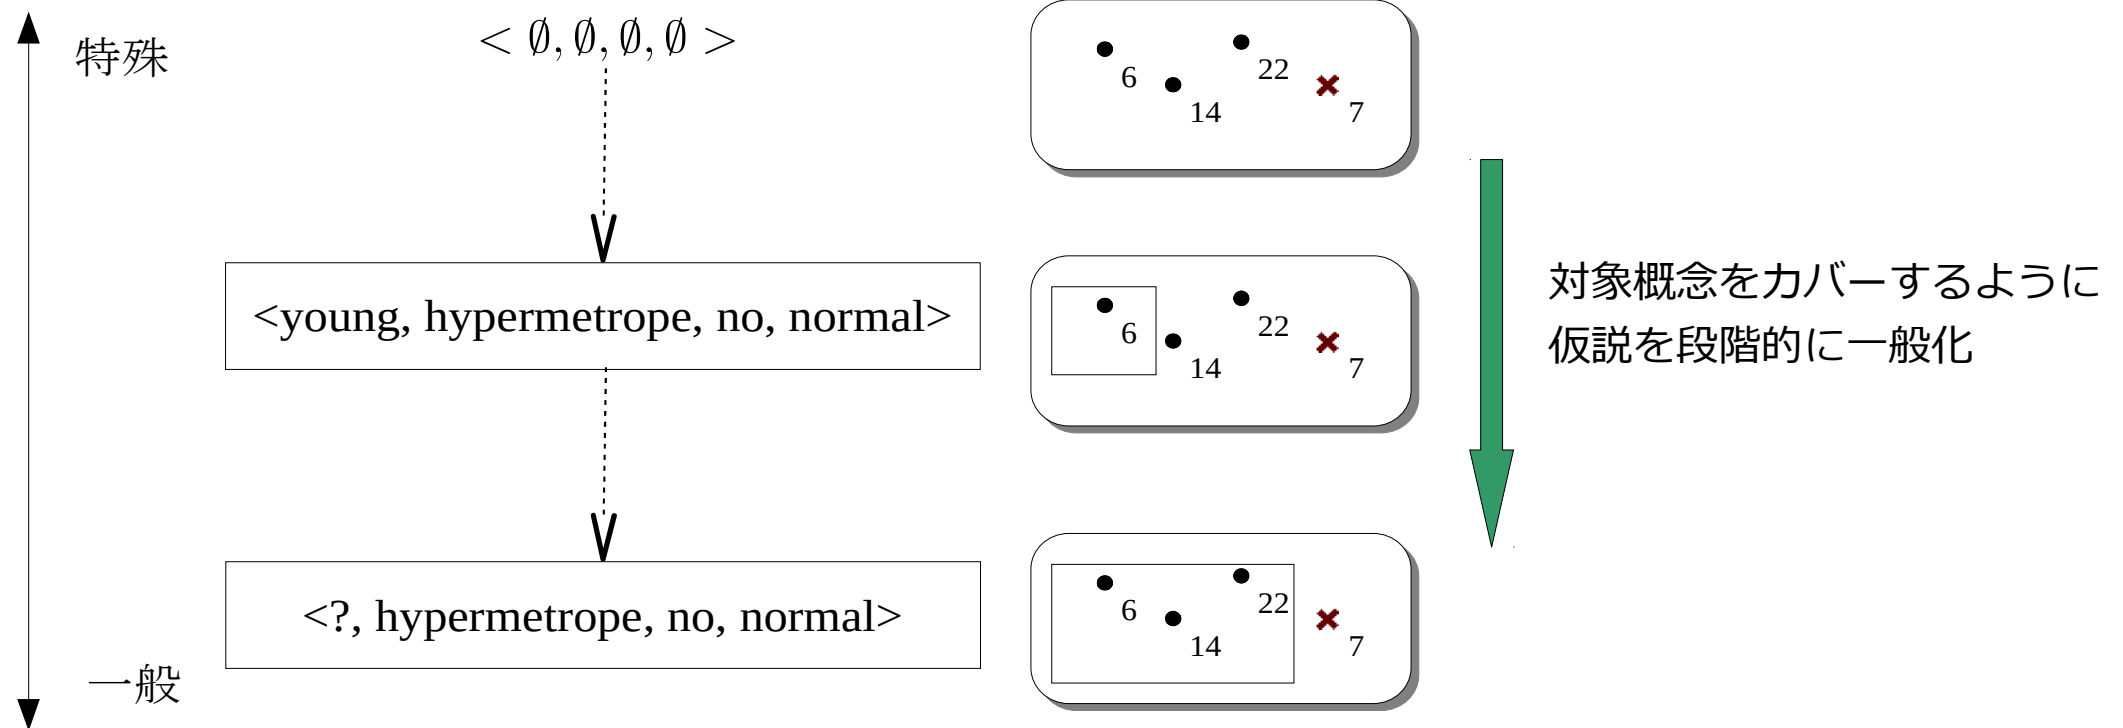 特殊
< ∅, ∅, ∅, ∅ >
6
14
22
7
<young, hypermetrope, no, normal>
6
14
22
7
対象概念をカバーするように
仮説を段階的に一般化
<?, hypermetrope, no, normal>
6
14
22
7
一般